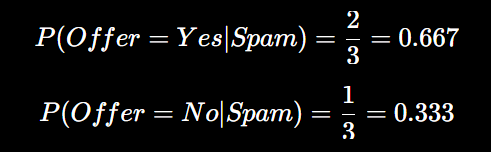 P(Offer = Yes|Spam) = 2/3 = 0.667
P(Offer = No|Spam) = 1/3 = 0.333